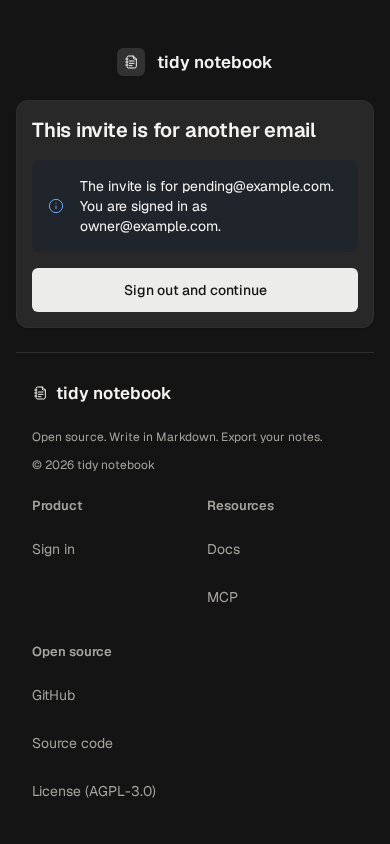 tidy notebook
This invite is for another email
The invite is for pending@example.com.
You are signed in as
owner@example.com.
Sign out and continue
tidy notebook
Open source. Write in Markdown. Export your notes.
© 2026 tidy notebook
Product
Sign in
Resources
Docs
MCP
Open source
GitHub
Source code
License (AGPL-3.0)